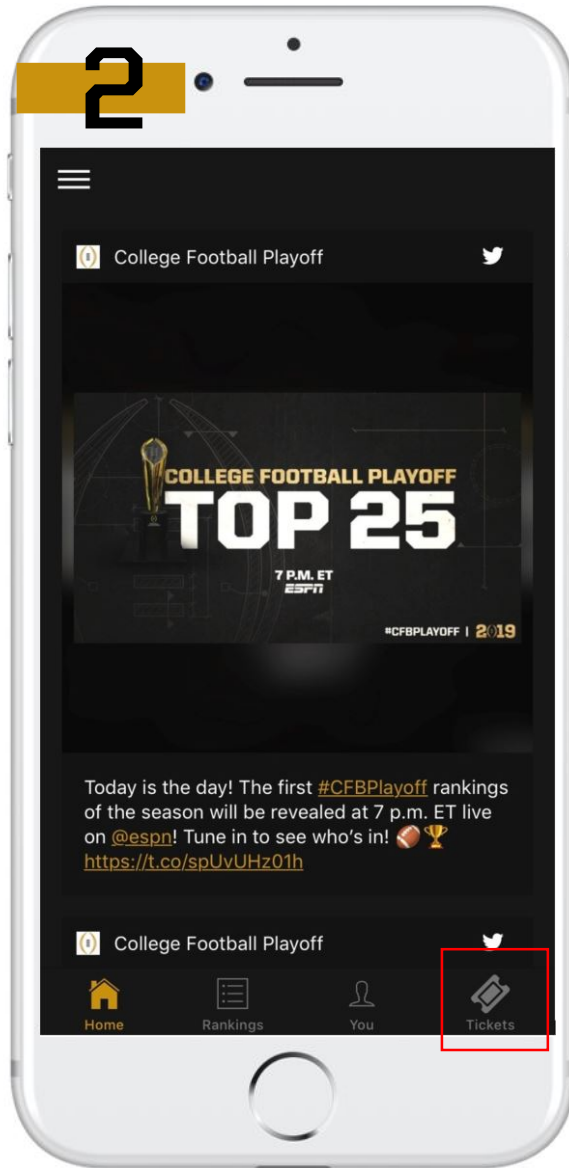 2
College Football Playoff
COLLEGE FOOTBALL PLAYOFF
TOP 25
7 P.M. ET
ESPN
#CFBPLAYOFF | 2019
Today is the day! The first #CFBPlayoff rankings
of the season will be revealed at 7 p.m. ET live
on @espn! Tune in to see who's in! 🏈🏆
https://t.co/spUvUHz01h
College Football Playoff
Home Rankings You Tickets